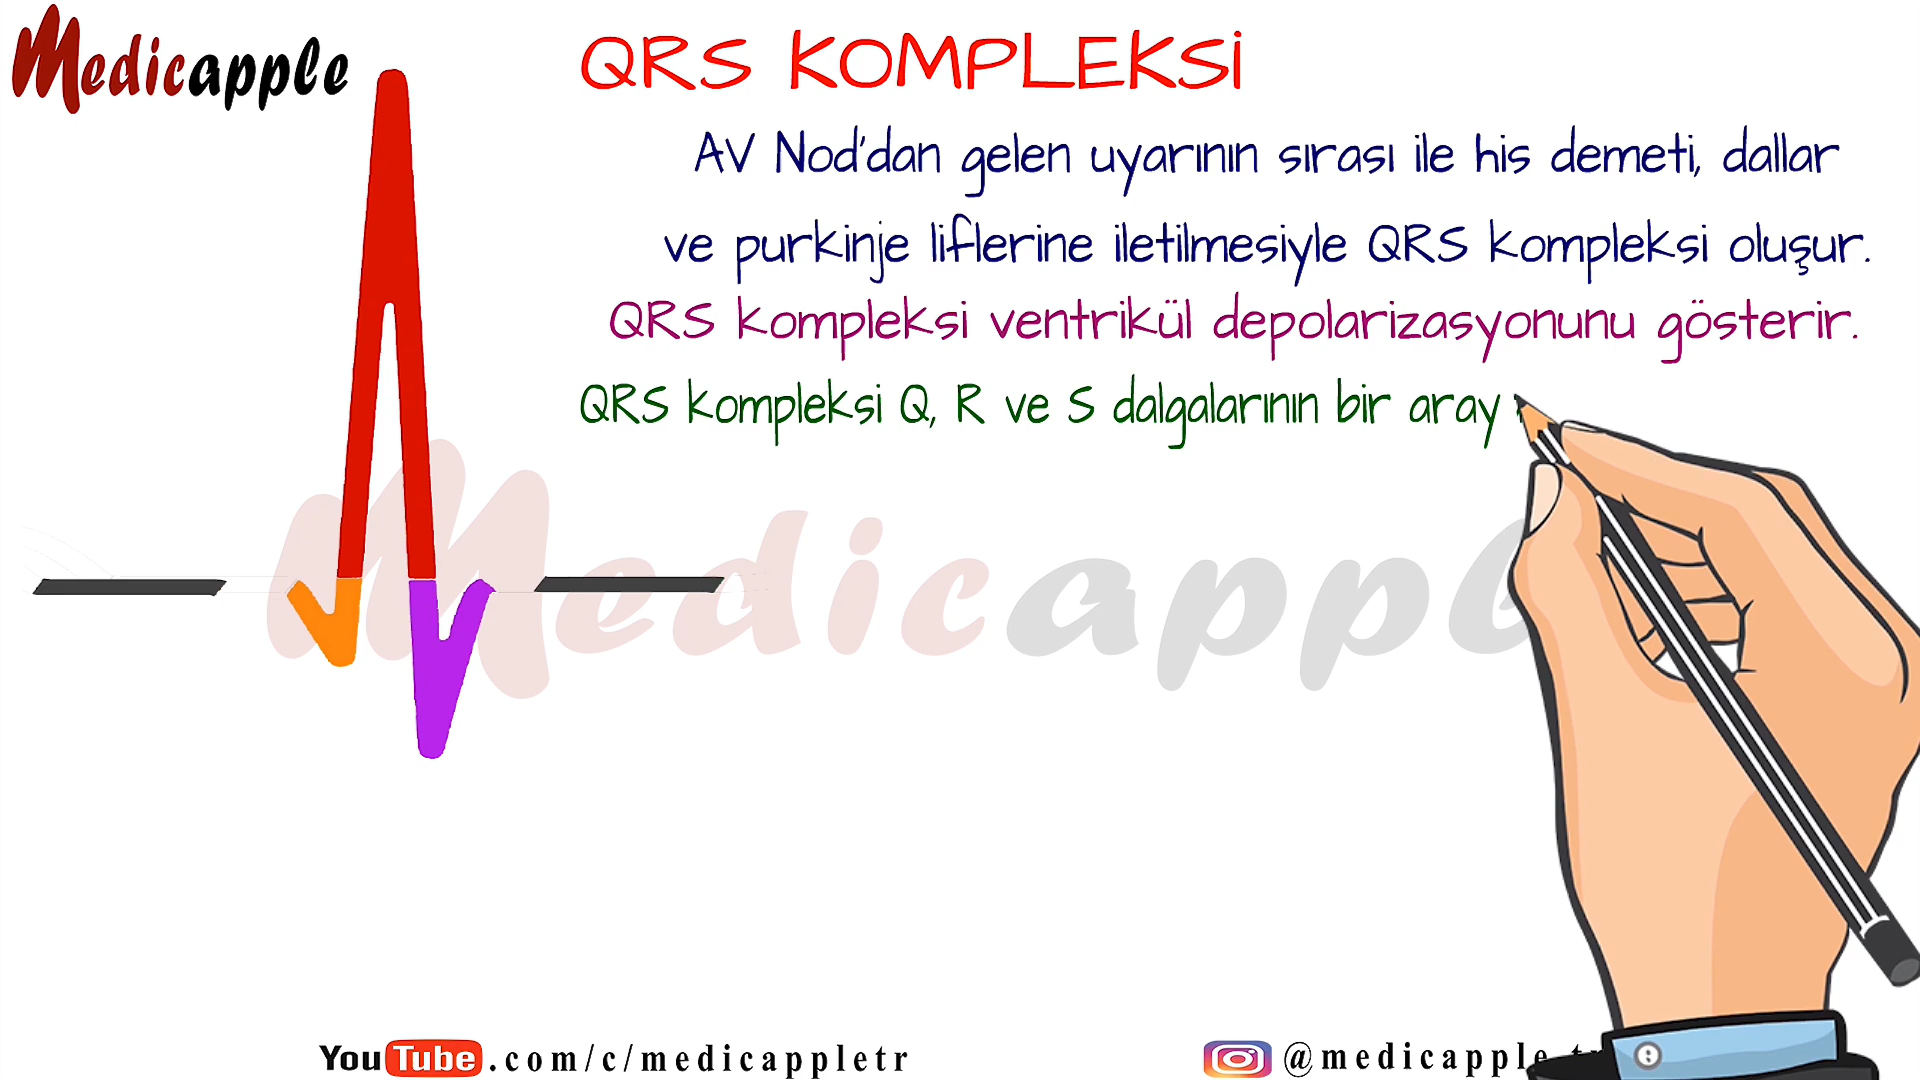 Medicapple
QRS KOMPLEKSİ
AV Nod'dan gelen uyarının sırası ile his demeti, dallar
ve purkinje liflerine iletilmesiyle QRS kompleksi oluşur.
QRS kompleksi ventrikül depolarizasyonunu gösterir.
QRS kompleksi Q, R ve S dalgalarının bir aray
Medicappl
YouTube.com/c/medicappletr
@medicapple